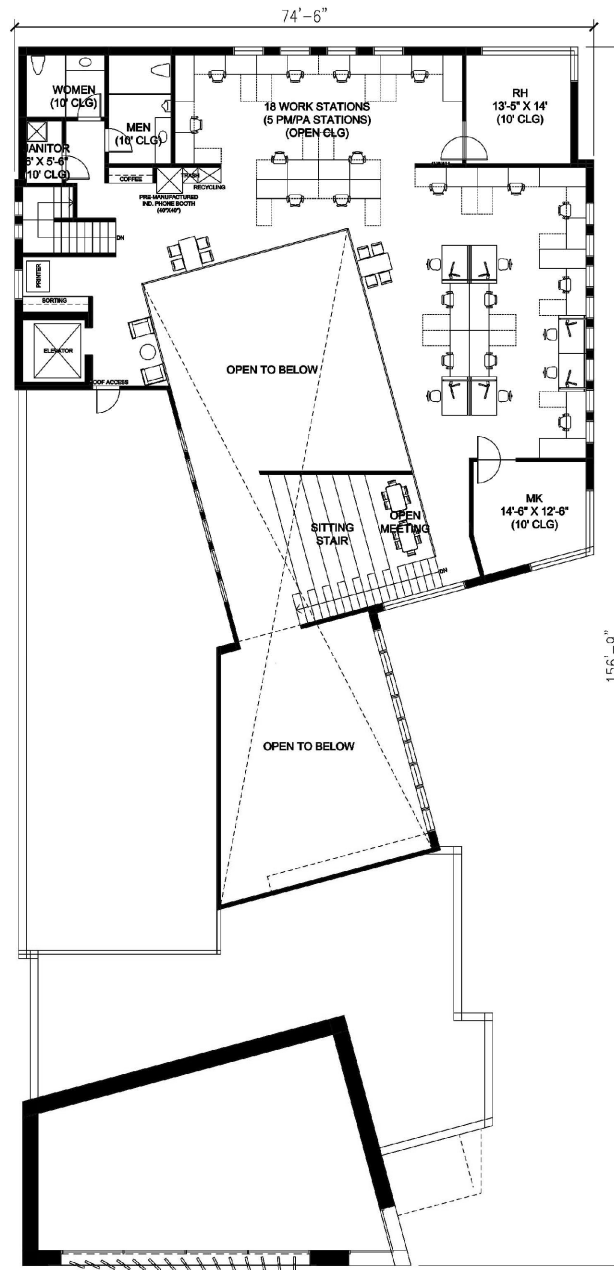 74'-6"
WOMEN
(10' CLG)
MEN
(10' CLG)
18 WORK STATIONS
(5 PM/PA STATIONS)
(OPEN CLG)
RH
13'-5" X 14'
(10' CLG)
JANITOR
6' X 5'-6"
(10' CLG)
COFFEE
TRASH
RECYCLING
PRE-MANUFACTURED
IND. PHONE BOOTH
(40"X40")
DN
PRINTER
SORTING
ELEVATOR
ROOF ACCESS
OPEN TO BELOW
SITTING
STAIR
OPEN
MEETING
DN
MK
14'-6" X 12'-6"
(10' CLG)
156'-9"
OPEN TO BELOW